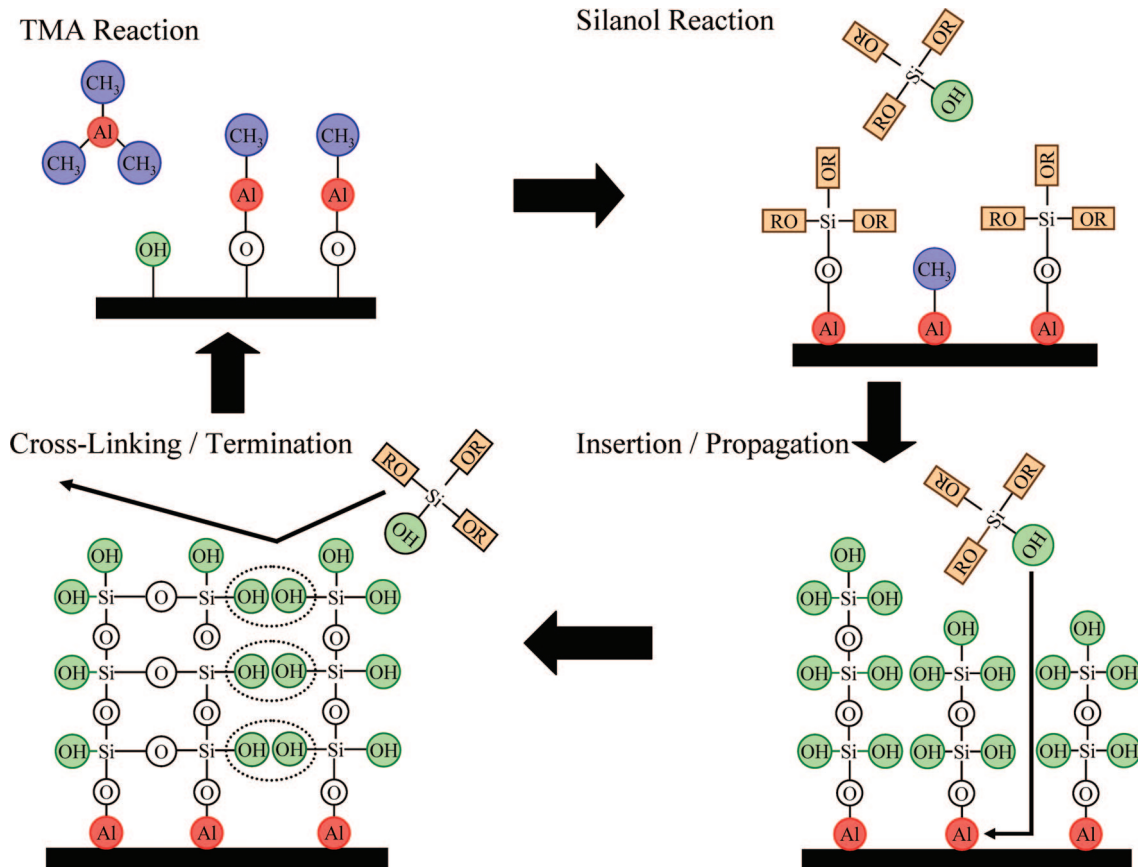 TMA Reaction
CH3
Al
CH3 CH3
CH3 CH3
Al Al
OH O O
Silanol Reaction
OR OR
Si
RO OH
OR OR
RO Si OR RO Si OR
O CH3 O
Al Al Al
Cross-Linking / Termination
RO OR
Si
OH OR
OH OH OH
OH Si O Si OH OH Si OH
O O O
OH Si O Si OH OH Si OH
O O O
OH Si O Si OH OH Si OH
O O O
Al Al Al
Insertion / Propagation
OR OR
Si
RO OH
OH
OH Si OH
O OH OH
OH Si OH OH Si OH OH Si OH
O O O
OH Si OH OH Si OH OH Si OH
O O O
Al Al Al